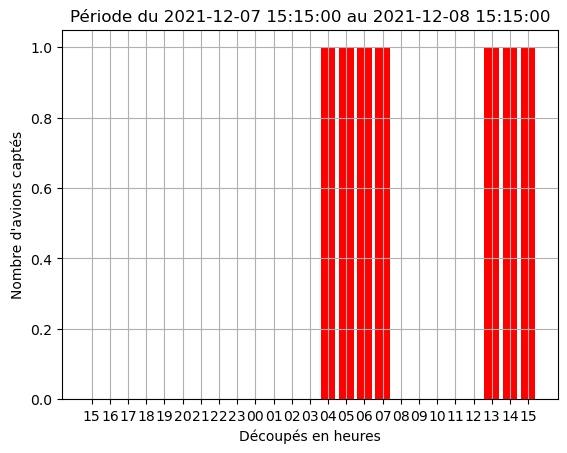 Période du 2021-12-07 15:15:00 au 2021-12-08 15:15:00
Nombre d'avions captés
1.0
0.8
0.6
0.4
0.2
0.0
15 16 17 18 19 20 21 22 23 00 01 02 03 04 05 06 07 08 09 10 11 12 13 14 15
Découpés en heures